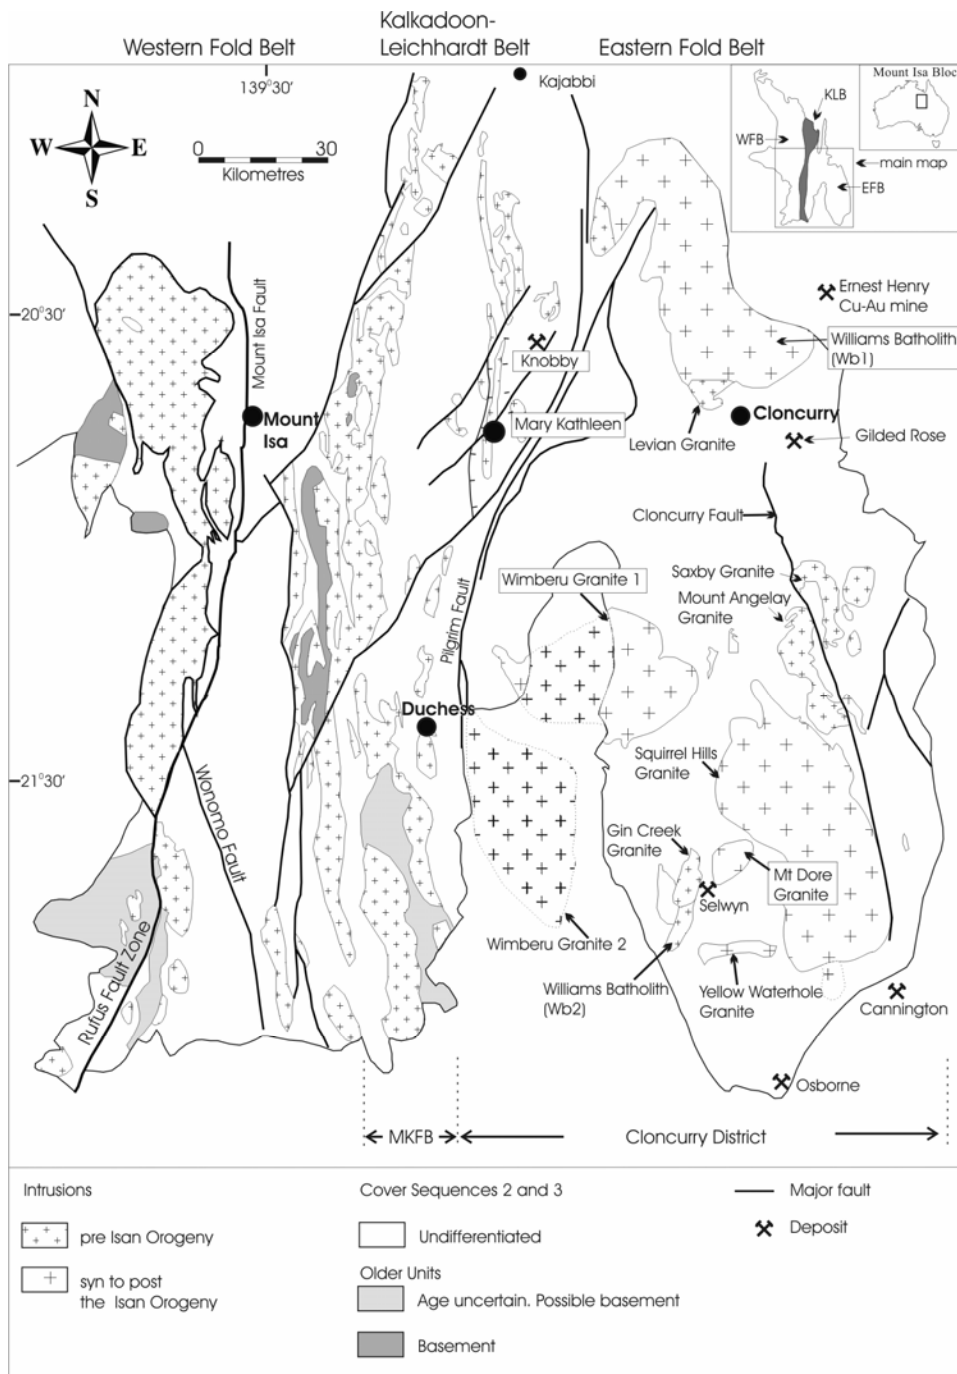 Western Fold Belt
Kalkadoon-
Leichhardt Belt
Eastern Fold Belt
139°30'
Kajabbi
Mount Isa Bloc
KLB
WFB
main map
EFB
N
W
E
S
0
30
Kilometres
20°30'
Mount Isa Fault
Ernest Henry
Cu-Au mine
Williams Batholith
(Wb1)
Knobby
Mount
Isa
Mary Kathleen
Cloncurry
Levian Granite
Gilded Rose
Cloncurry Fault
Saxby Granite
Mount Angelay
Granite
Wimberu Granite 1
Pilgrim Fault
Duchess
21°30'
Squirrel Hills
Granite
Wonomo Fault
Gin Creek
Granite
Mt Dore
Granite
Selwyn
Wimberu Granite 2
Williams Batholith
(Wb2)
Yellow Waterhole
Granite
Cannington
Rufus Fault Zone
Osborne
MKFB
Cloncurry District
Intrusions
pre Isan Orogeny
syn to post
the Isan Orogeny
Cover Sequences 2 and 3
Undifferentiated
Older Units
Age uncertain. Possible basement
Basement
Major fault
Deposit